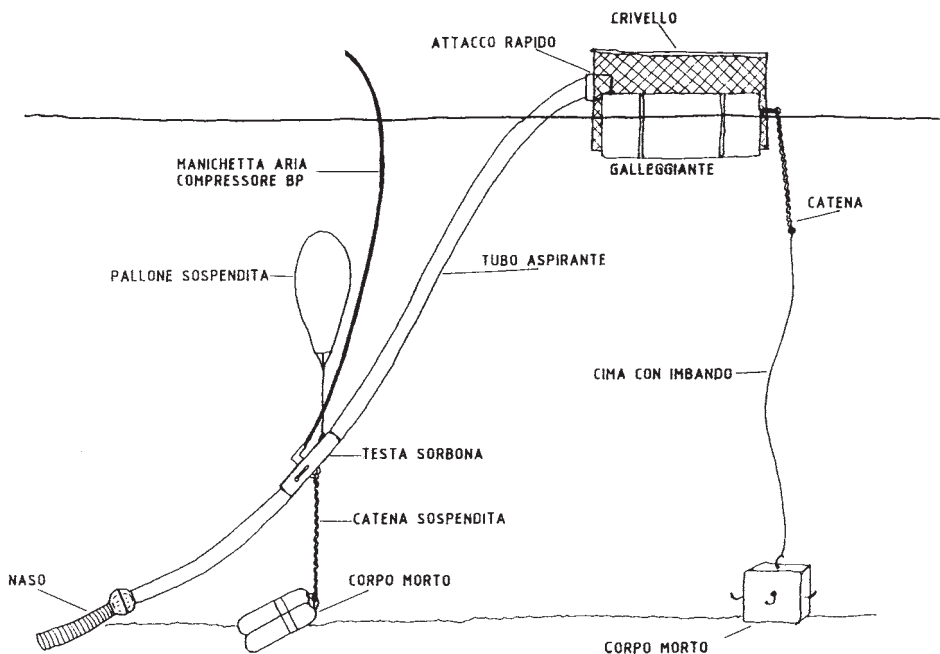 CRIVELLO
ATTACCO RAPIDO
MANICHETTA ARIA
COMPRESSORE BP
GALLEGGIANTE
CATENA
TUBO ASPIRANTE
PALLONE SOSPENDITA
CIMA CON IMBANDO
TESTA SORBONA
CATENA SOSPENDITA
NASO
CORPO MORTO
CORPO MORTO